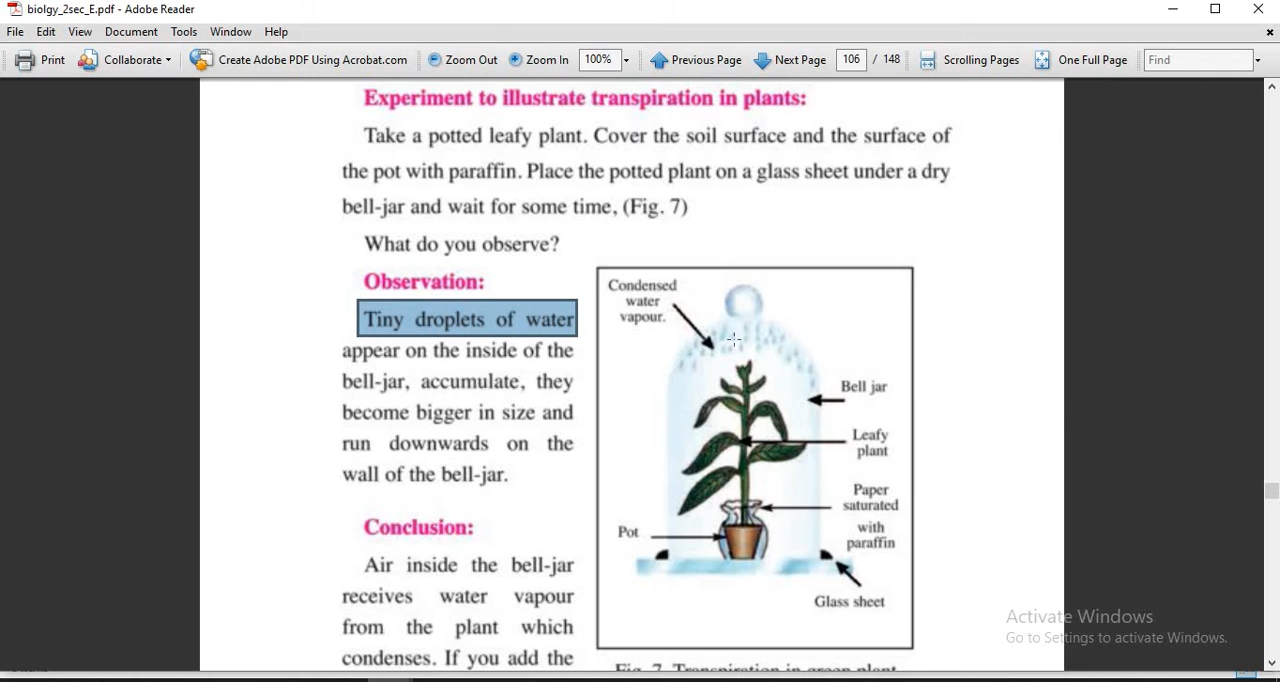 biolgy_2sec_E.pdf - Adobe Reader
File Edit View Document Tools Window Help
Print Collaborate Create Adobe PDF Using Acrobat.com Zoom Out Zoom In 100% Previous Page Next Page 106 / 148 Scrolling Pages One Full Page Find
Experiment to illustrate transpiration in plants:
Take a potted leafy plant. Cover the soil surface and the surface of
the pot with paraffin. Place the potted plant on a glass sheet under a dry
bell-jar and wait for some time, (Fig. 7)
What do you observe?
Observation:
Tiny droplets of water
appear on the inside of the
bell-jar, accumulate, they
become bigger in size and
run downwards on the
wall of the bell-jar.
Conclusion:
Air inside the bell-jar
receives water vapour
from the plant which
condenses. If you add the
Condensed
water
vapour.
Bell jar
Leafy
plant
Paper
saturated
with
paraffin
Pot
Glass sheet
Fig. 7 Transpiration in green plant
Activate Windows
Go to Settings to activate Windows.